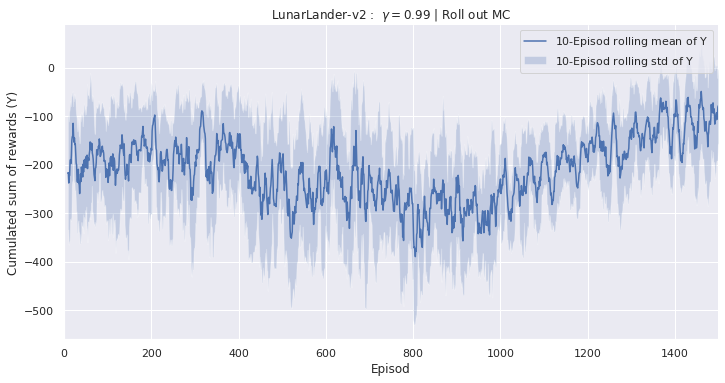 LunarLander-v2 : γ = 0.99 | Roll out MC
10-Episod rolling mean of Y
10-Episod rolling std of Y
Cumulated sum of rewards (Y)
0
−100
−200
−300
−400
−500
0 200 400 600 800 1000 1200 1400
Episod